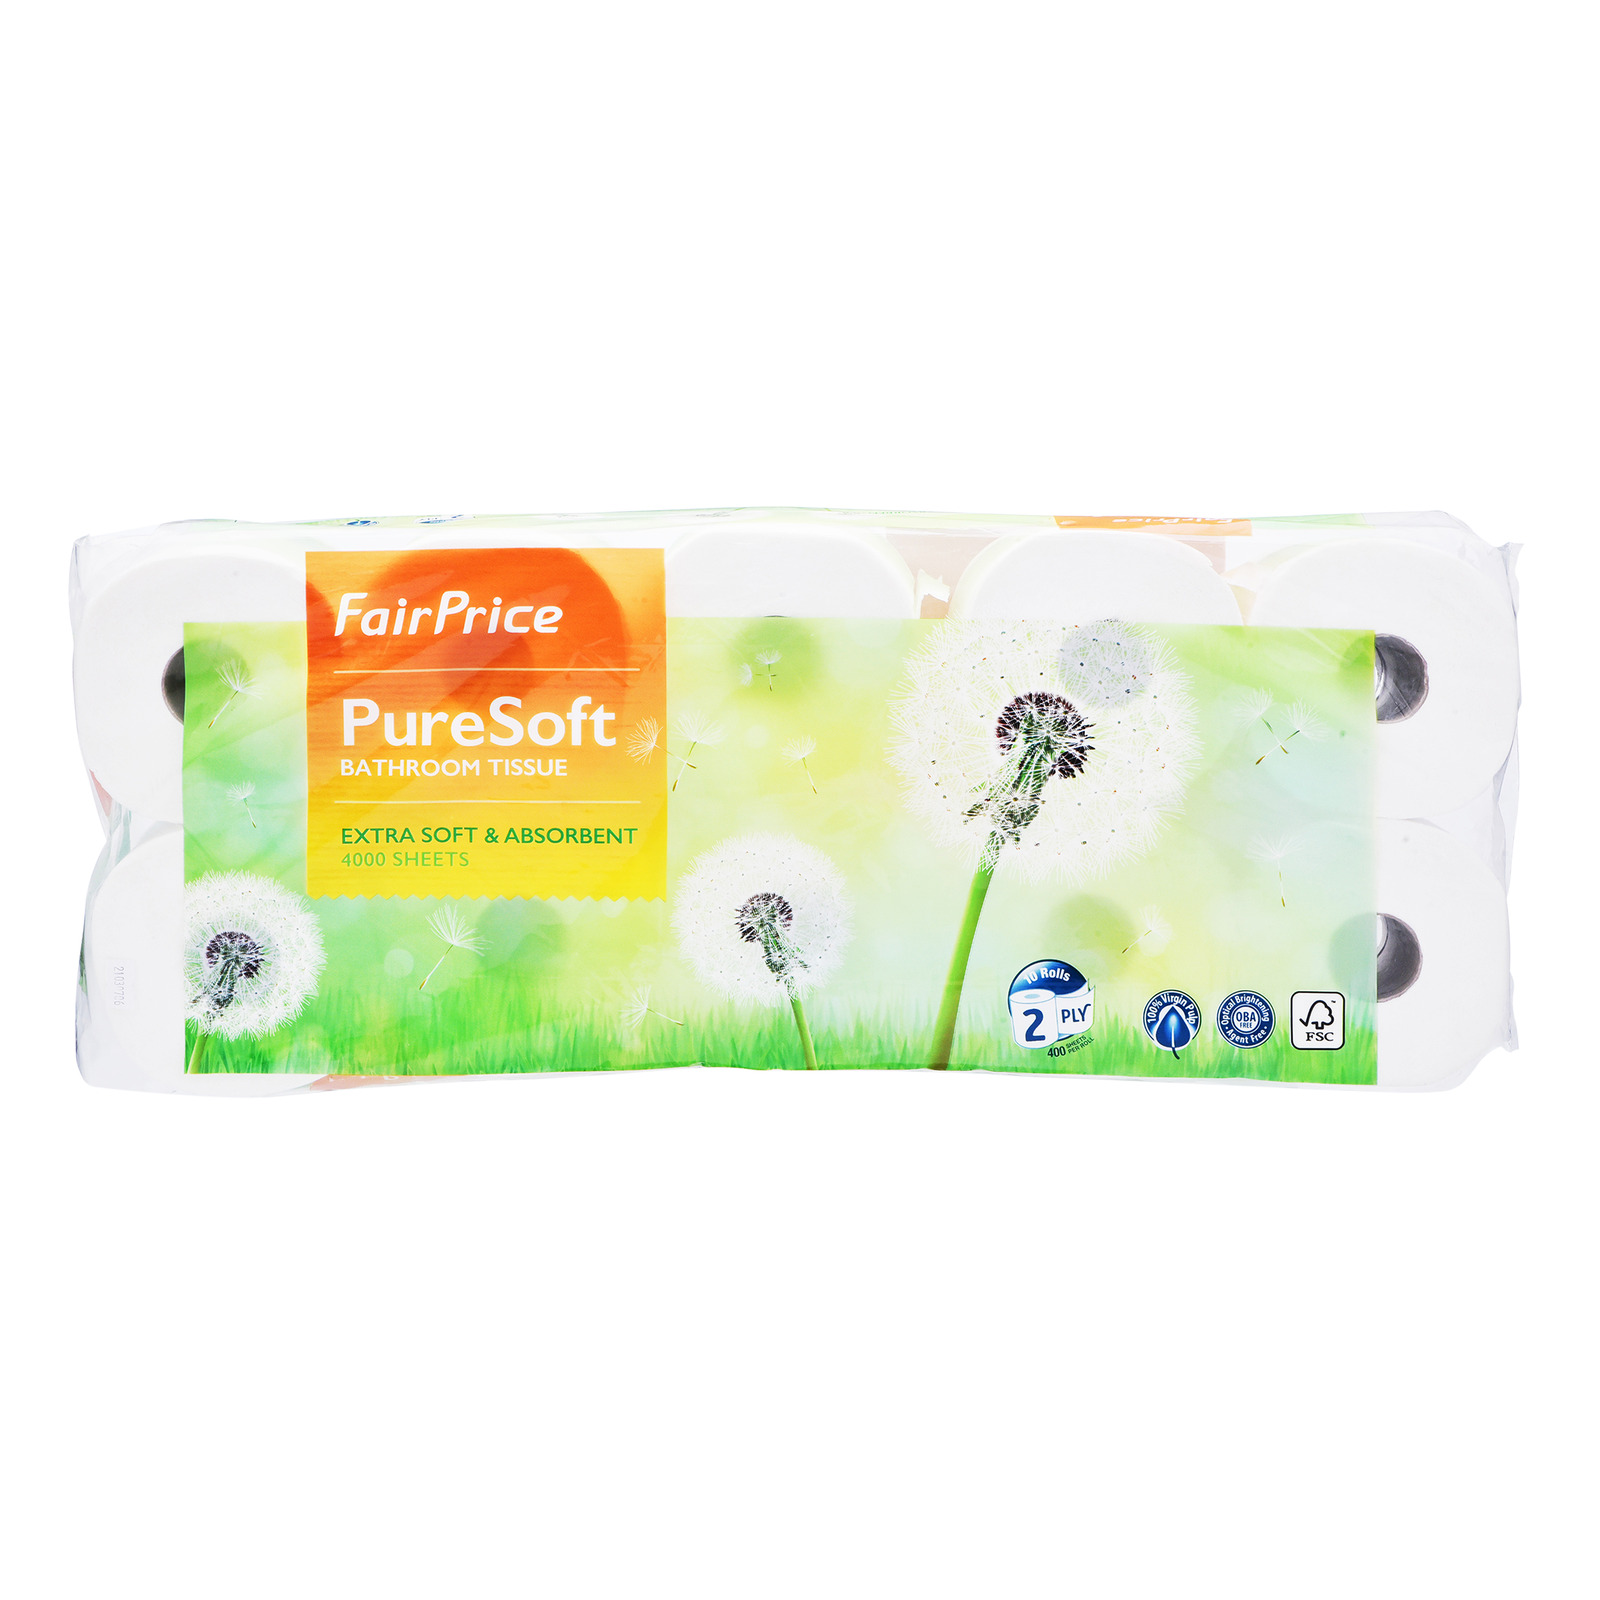 FairPrice
FairPrice
PureSoft
BATHROOM TISSUE
EXTRA SOFT & ABSORBENT
4000 SHEETS
10 Rolls
2 PLY
400 SHEETS PER ROLL
100% Virgin Pulp
Optical Brightening
OBA
FREE
Agent Free
FSC